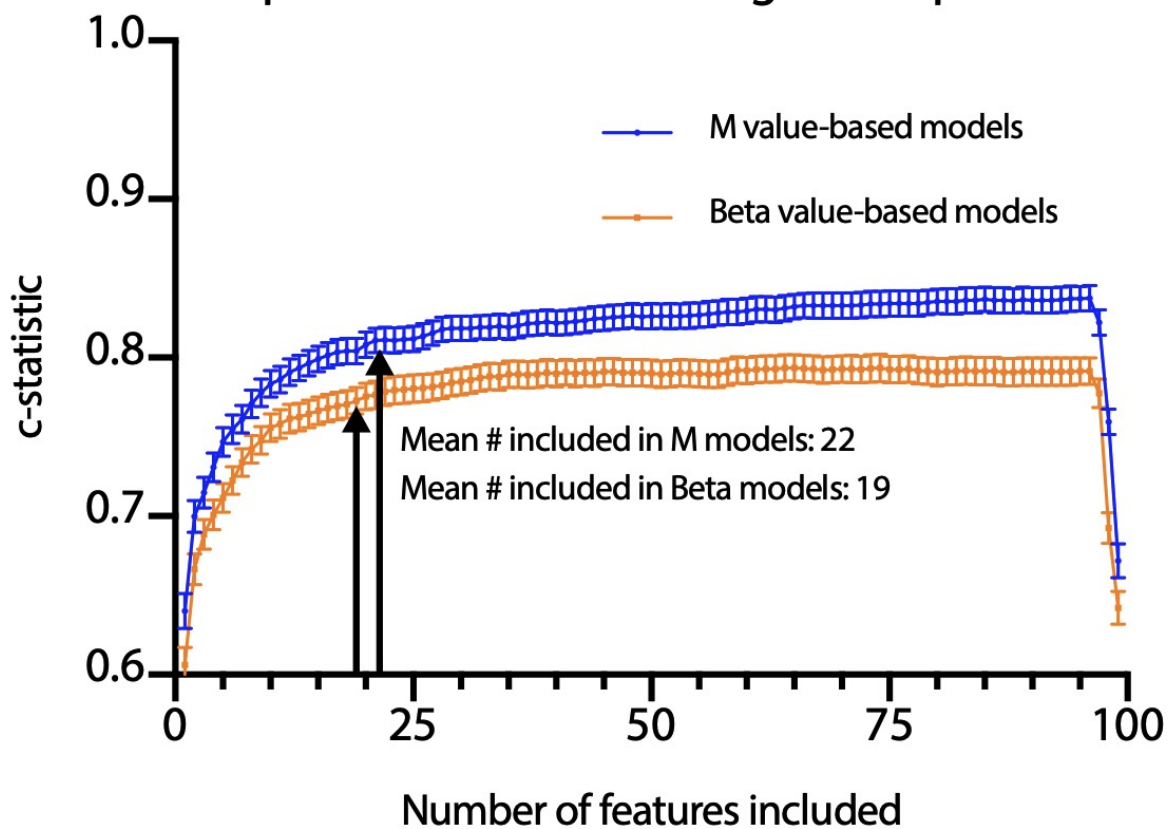 1.0
0.9
0.8
0.7
0.6
c-statistic
M value-based models
Beta value-based models
Mean # included in M models: 22
Mean # included in Beta models: 19
0
25
50
75
100
Number of features included